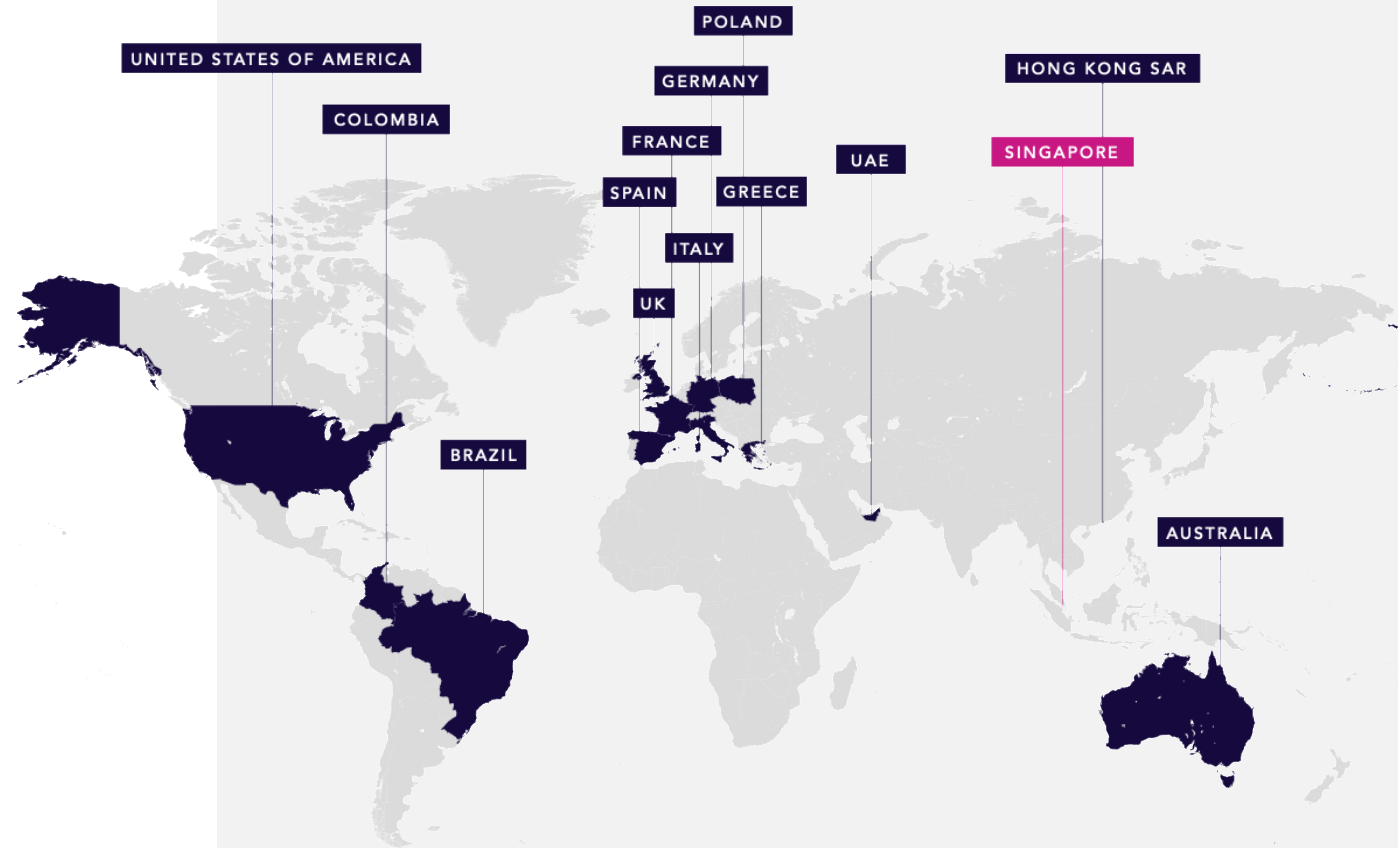 POLAND
UNITED STATES OF AMERICA
HONG KONG SAR
GERMANY
COLOMBIA
FRANCE
SINGAPORE
UAE
SPAIN
GREECE
ITALY
UK
BRAZIL
AUSTRALIA